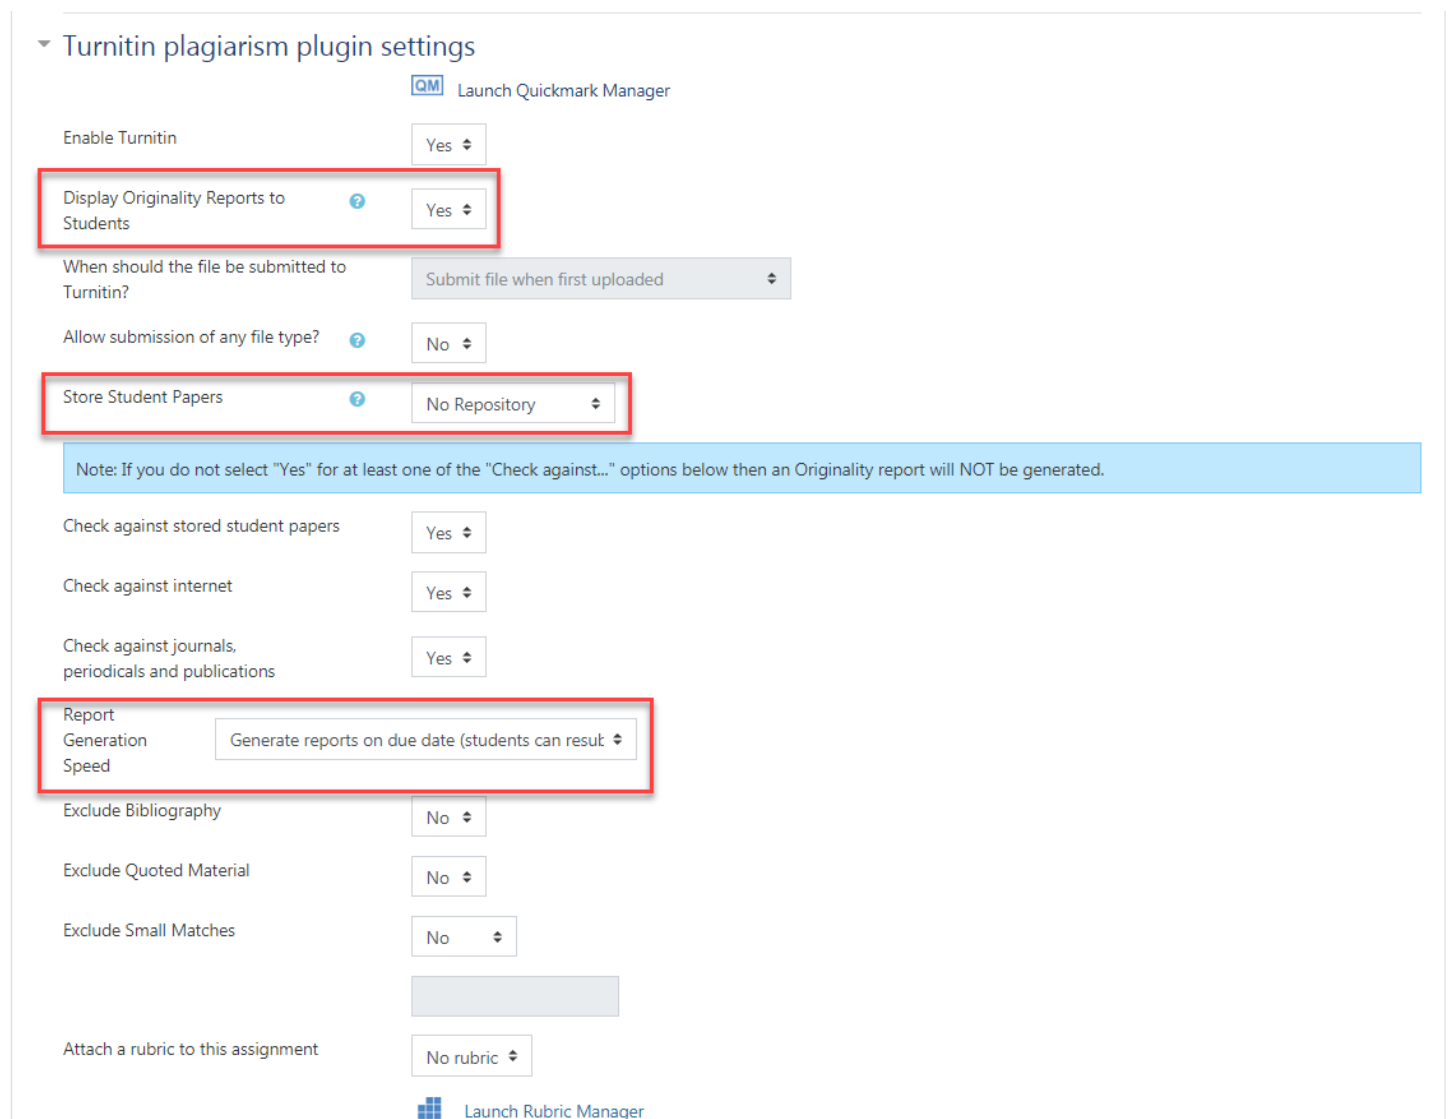 Turnitin plagiarism plugin settings
QM Launch Quickmark Manager
Enable Turnitin
Yes
Display Originality Reports to
Students
?
Yes
When should the file be submitted to
Turnitin?
Submit file when first uploaded
Allow submission of any file type?
?
No
Store Student Papers
?
No Repository
Note: If you do not select "Yes" for at least one of the "Check against..." options below then an Originality report will NOT be generated.
Check against stored student papers
Yes
Check against internet
Yes
Check against journals,
periodicals and publications
Yes
Report
Generation
Speed
Generate reports on due date (students can resub
Exclude Bibliography
No
Exclude Quoted Material
No
Exclude Small Matches
No
Attach a rubric to this assignment
No rubric
Launch Rubric Manager